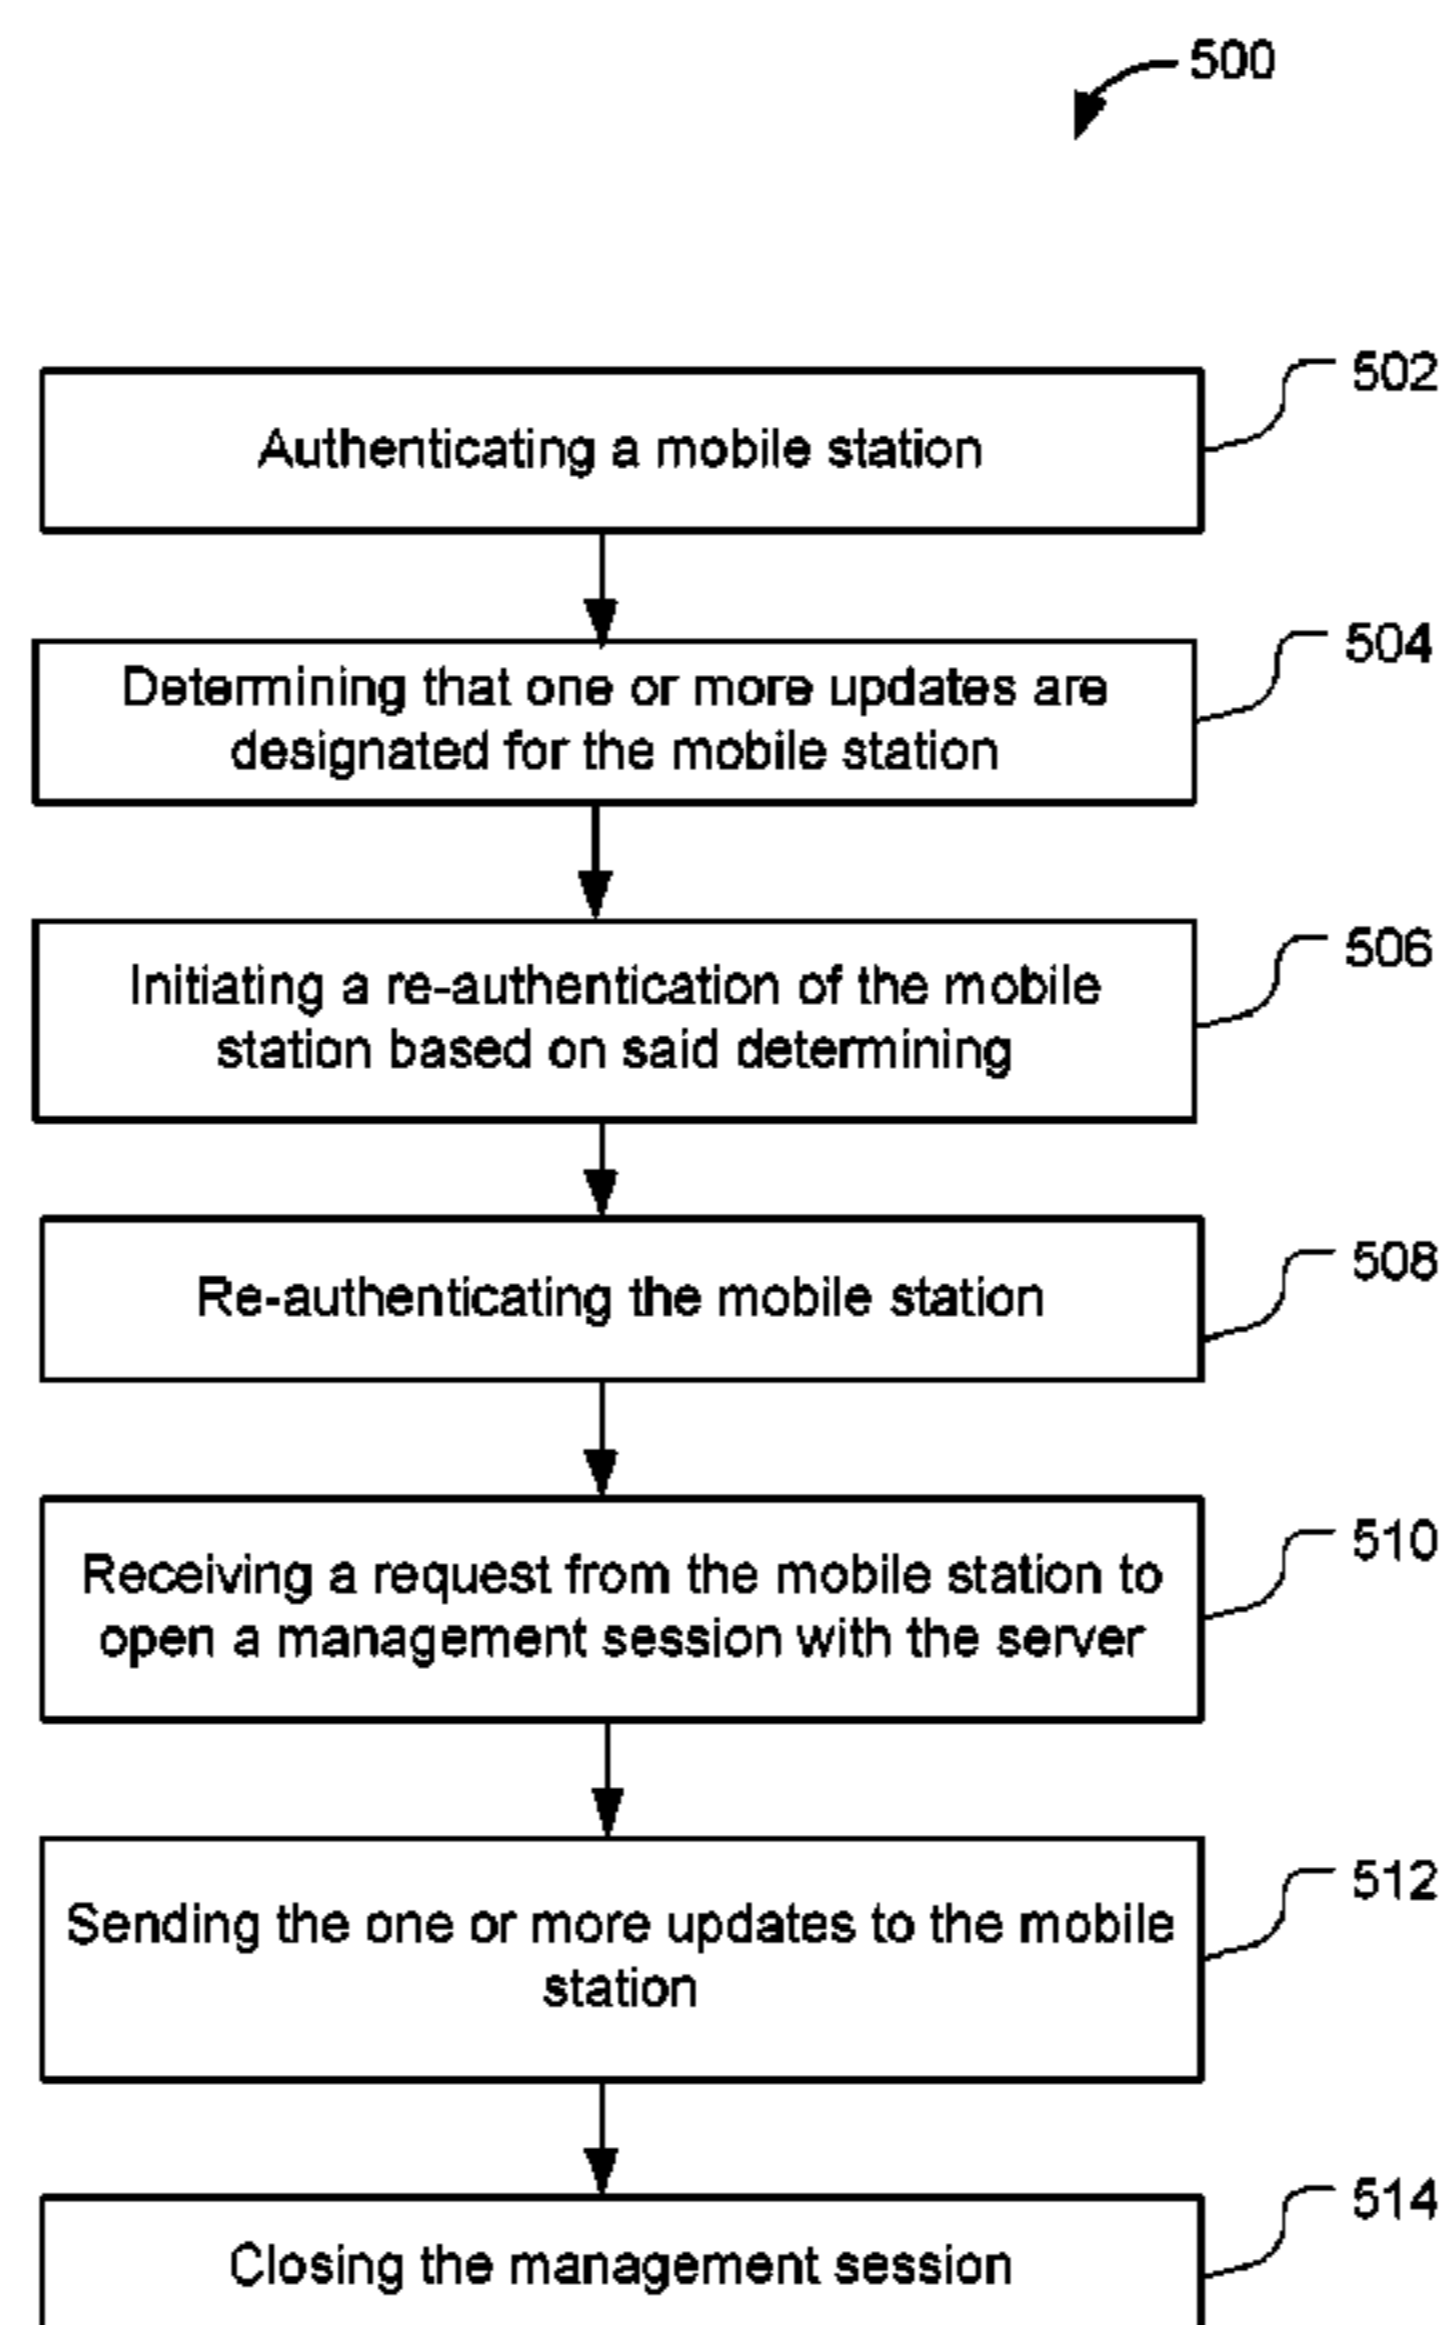 500
502
Authenticating a mobile station
504
Determining that one or more updates are
designated for the mobile station
506
Initiating a re-authentication of the mobile
station based on said determining
508
Re-authenticating the mobile station
510
Receiving a request from the mobile station to
open a management session with the server
512
Sending the one or more updates to the mobile
station
514
Closing the management session